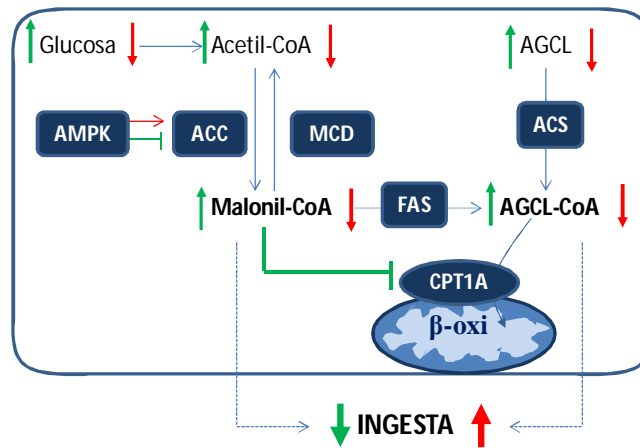 Glucosa
Acetil-CoA
AGCL
AMPK
ACC
MCD
ACS
Malonil-CoA
FAS
AGCL-CoA
CPT1A
β-oxi
INGESTA